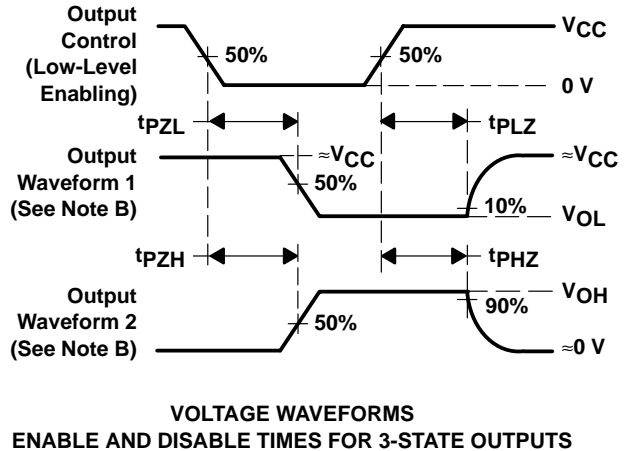 Output
Control
(Low-Level
Enabling)
50%
50%
VCC
0 V
tPZL
tPLZ
Output
Waveform 1
(See Note B)
≈VCC
50%
10%
≈VCC
VOL
tPZH
tPHZ
Output
Waveform 2
(See Note B)
50%
90%
VOH
≈0 V
VOLTAGE WAVEFORMS
ENABLE AND DISABLE TIMES FOR 3-STATE OUTPUTS